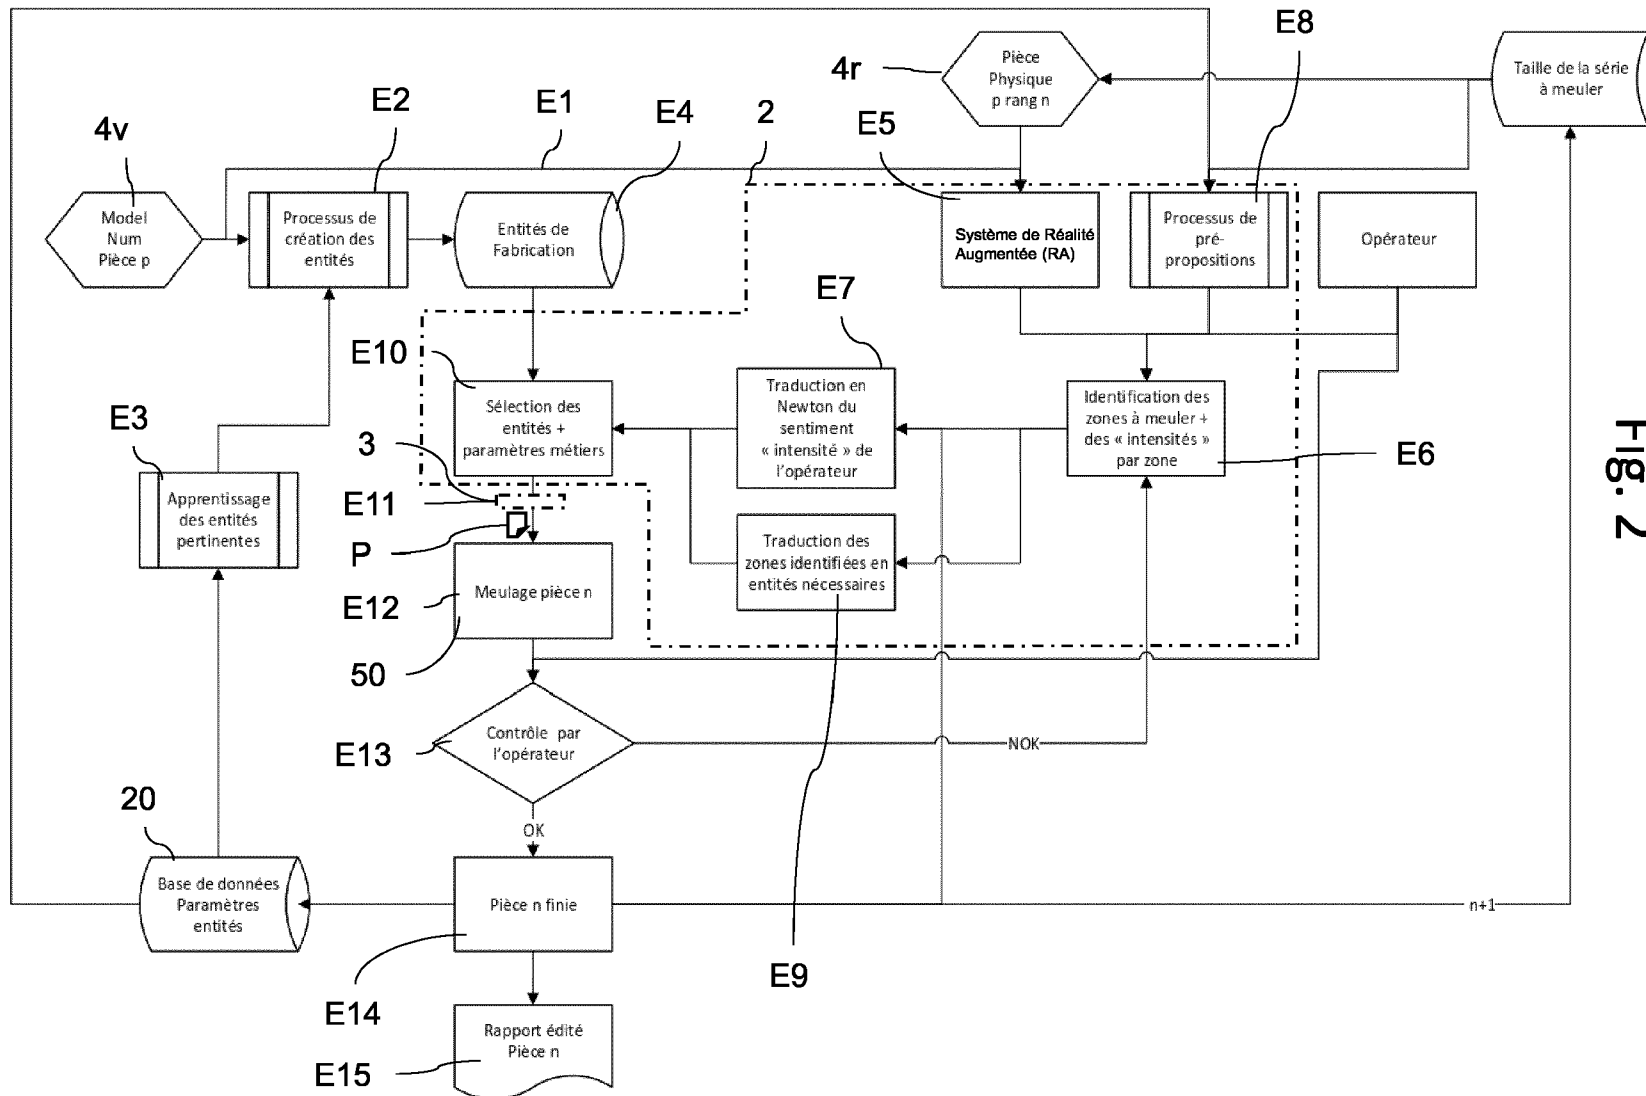 E8
4r
Pièce
Physique
p rang n
Taille de la série
à meuler
E2
E1
E4
2
E5
4v
Model
Num
Pièce p
Processus de
création des
entités
Entités de
Fabrication
Système de Réalité
Augmentée (RA)
Processus de
pré-
propositions
Opérateur
E7
E10
Sélection des
entités +
paramètres métiers
Traduction en
Newton du
sentiment
« intensité » de
l'opérateur
Identification des
zones à meuler +
des « intensités »
par zone
E6
Fig. 2
E3
3
E11
P
Apprentissage
des entités
pertinentes
Traduction des
zones identifiées en
entités nécessaires
E12
Meulage pièce n
50
E13
Contrôle par
l'opérateur
NOK
OK
20
Base de données
Paramètres
entités
Pièce n finie
n+1
E9
E14
Rapport édité
Pièce n
E15